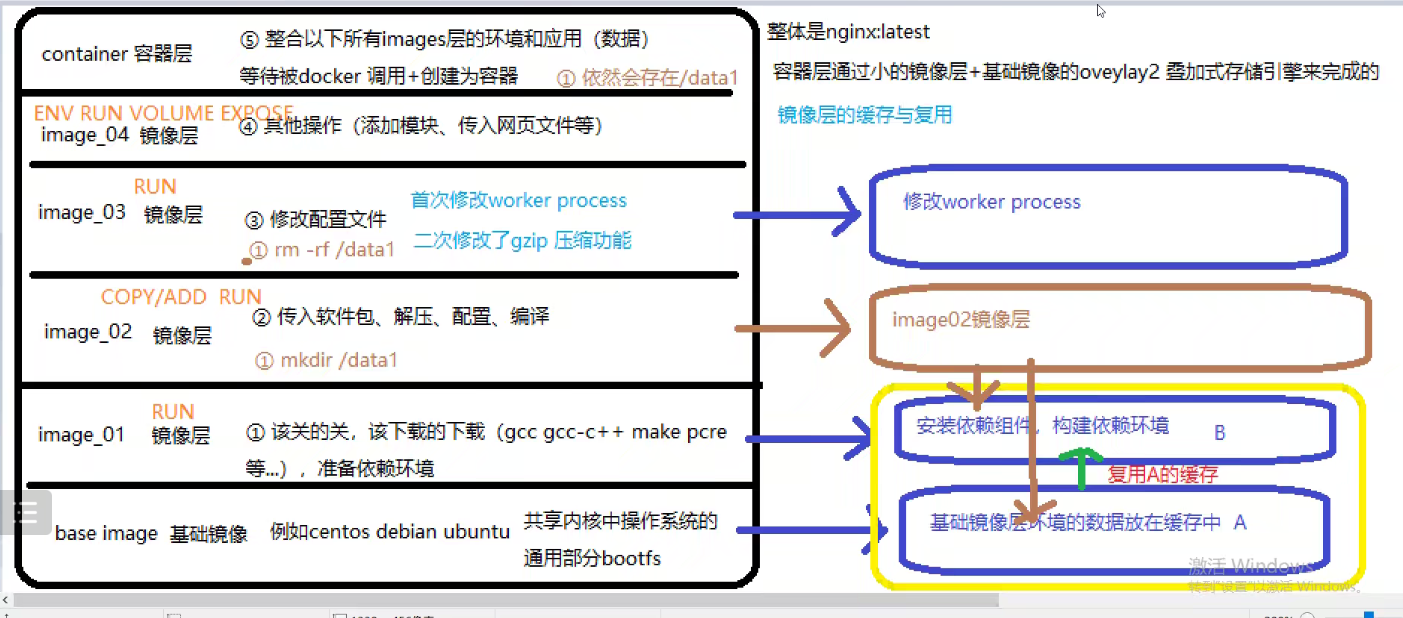 container 容器层
⑤ 整合以下所有images层的环境和应用（数据）
等待被docker 调用+创建为容器
① 依然会存在/data1
ENV RUN VOLUME EXPOSE
image_04 镜像层
④ 其他操作（添加模块、传入网页文件等）
RUN
image_03 镜像层
③ 修改配置文件
① rm -rf /data1
首次修改worker process
二次修改了gzip 压缩功能
COPY/ADD RUN
image_02 镜像层
② 传入软件包、解压、配置、编译
① mkdir /data1
RUN
image_01 镜像层
① 该关的关，该下载的下载（gcc gcc-c++ make pcre
等...），准备依赖环境
base image 基础镜像
例如centos debian ubuntu
共享内核中操作系统的
通用部分bootfs
整体是nginx:latest
容器层通过小的镜像层+基础镜像的oveylay2 叠加式存储引擎来完成的
镜像层的缓存与复用
修改worker process
image02镜像层
安装依赖组件，构建依赖环境 B
复用A的缓存
基础镜像层环境的数据放在缓存中 A
激活 Windows
转到"设置"以激活 Windows。